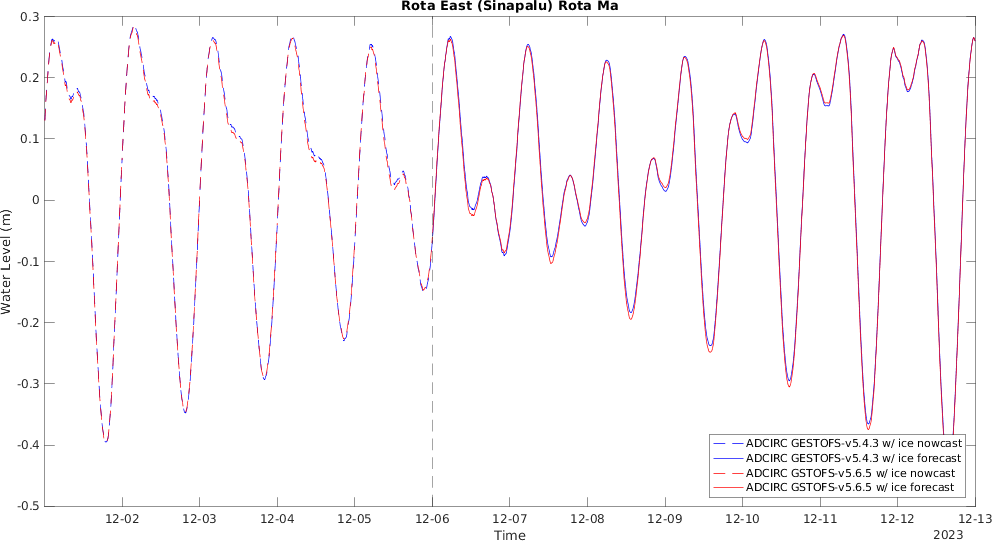 Rota East (Sinapalu) Rota Ma
0.3
0.2
0.1
0
-0.1
-0.2
-0.3
-0.4
-0.5
Water Level (m)
ADCIRC GESTOFS-v5.4.3 w/ ice nowcast
ADCIRC GESTOFS-v5.4.3 w/ ice forecast
ADCIRC GSTOFS-v5.6.5 w/ ice nowcast
ADCIRC GSTOFS-v5.6.5 w/ ice forecast
12-02 12-03 12-04 12-05 12-06 12-07 12-08 12-09 12-10 12-11 12-12 12-13
Time
2023